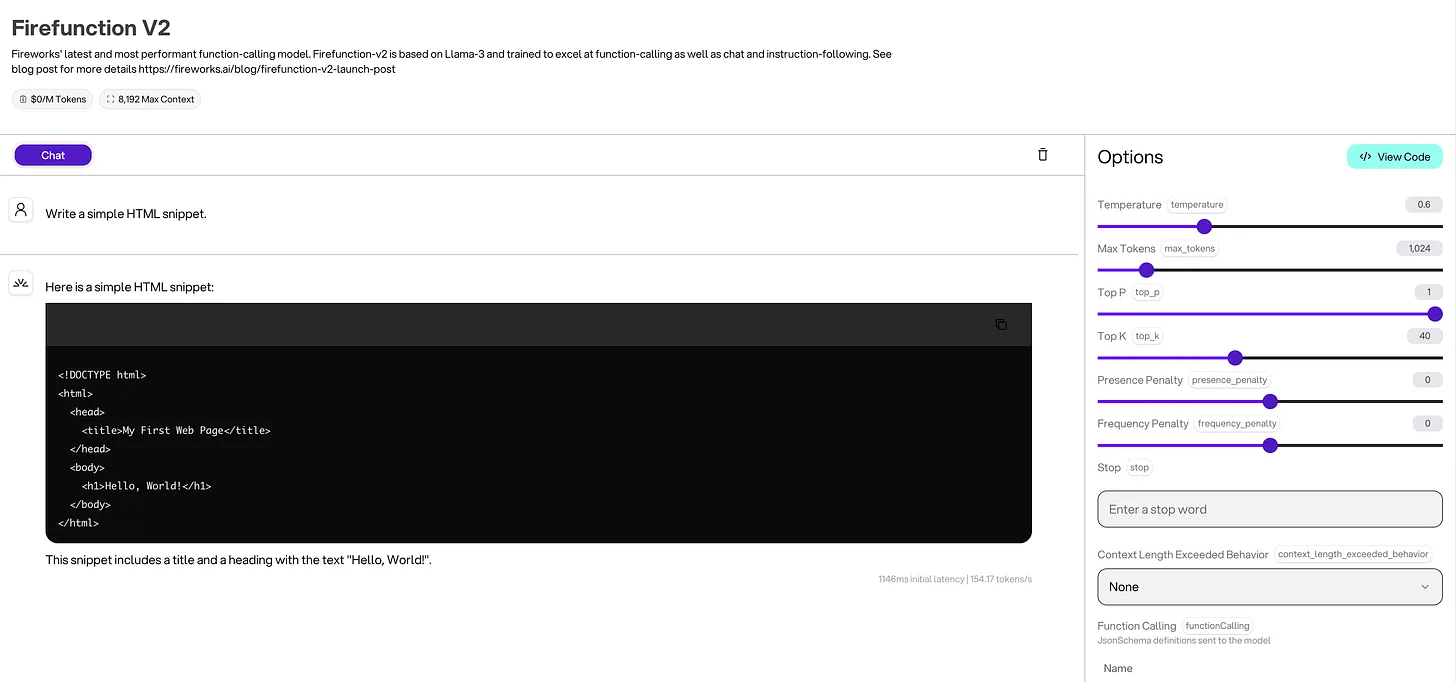 Firefunction V2
Fireworks' latest and most performant function-calling model. Firefunction-v2 is based on Llama-3 and trained to excel at function-calling as well as chat and instruction-following. See
blog post for more details https://fireworks.ai/blog/firefunction-v2-launch-post
$0/M Tokens 8,192 Max Context
Chat
Write a simple HTML snippet.
Here is a simple HTML snippet:
<!DOCTYPE html>
<html>
  <head>
    <title>My First Web Page</title>
  </head>
  <body>
    <h1>Hello, World!</h1>
  </body>
</html>
This snippet includes a title and a heading with the text "Hello, World!".
1146ms initial latency | 154.17 tokens/s
Options
</> View Code
Temperature temperature 0.6
Max Tokens max_tokens 1,024
Top P top_p 1
Top K top_k 40
Presence Penalty presence_penalty 0
Frequency Penalty frequency_penalty 0
Stop stop
Enter a stop word
Context Length Exceeded Behavior context_length_exceeded_behavior
None
Function Calling functionCalling
JsonSchema definitions sent to the model
Name